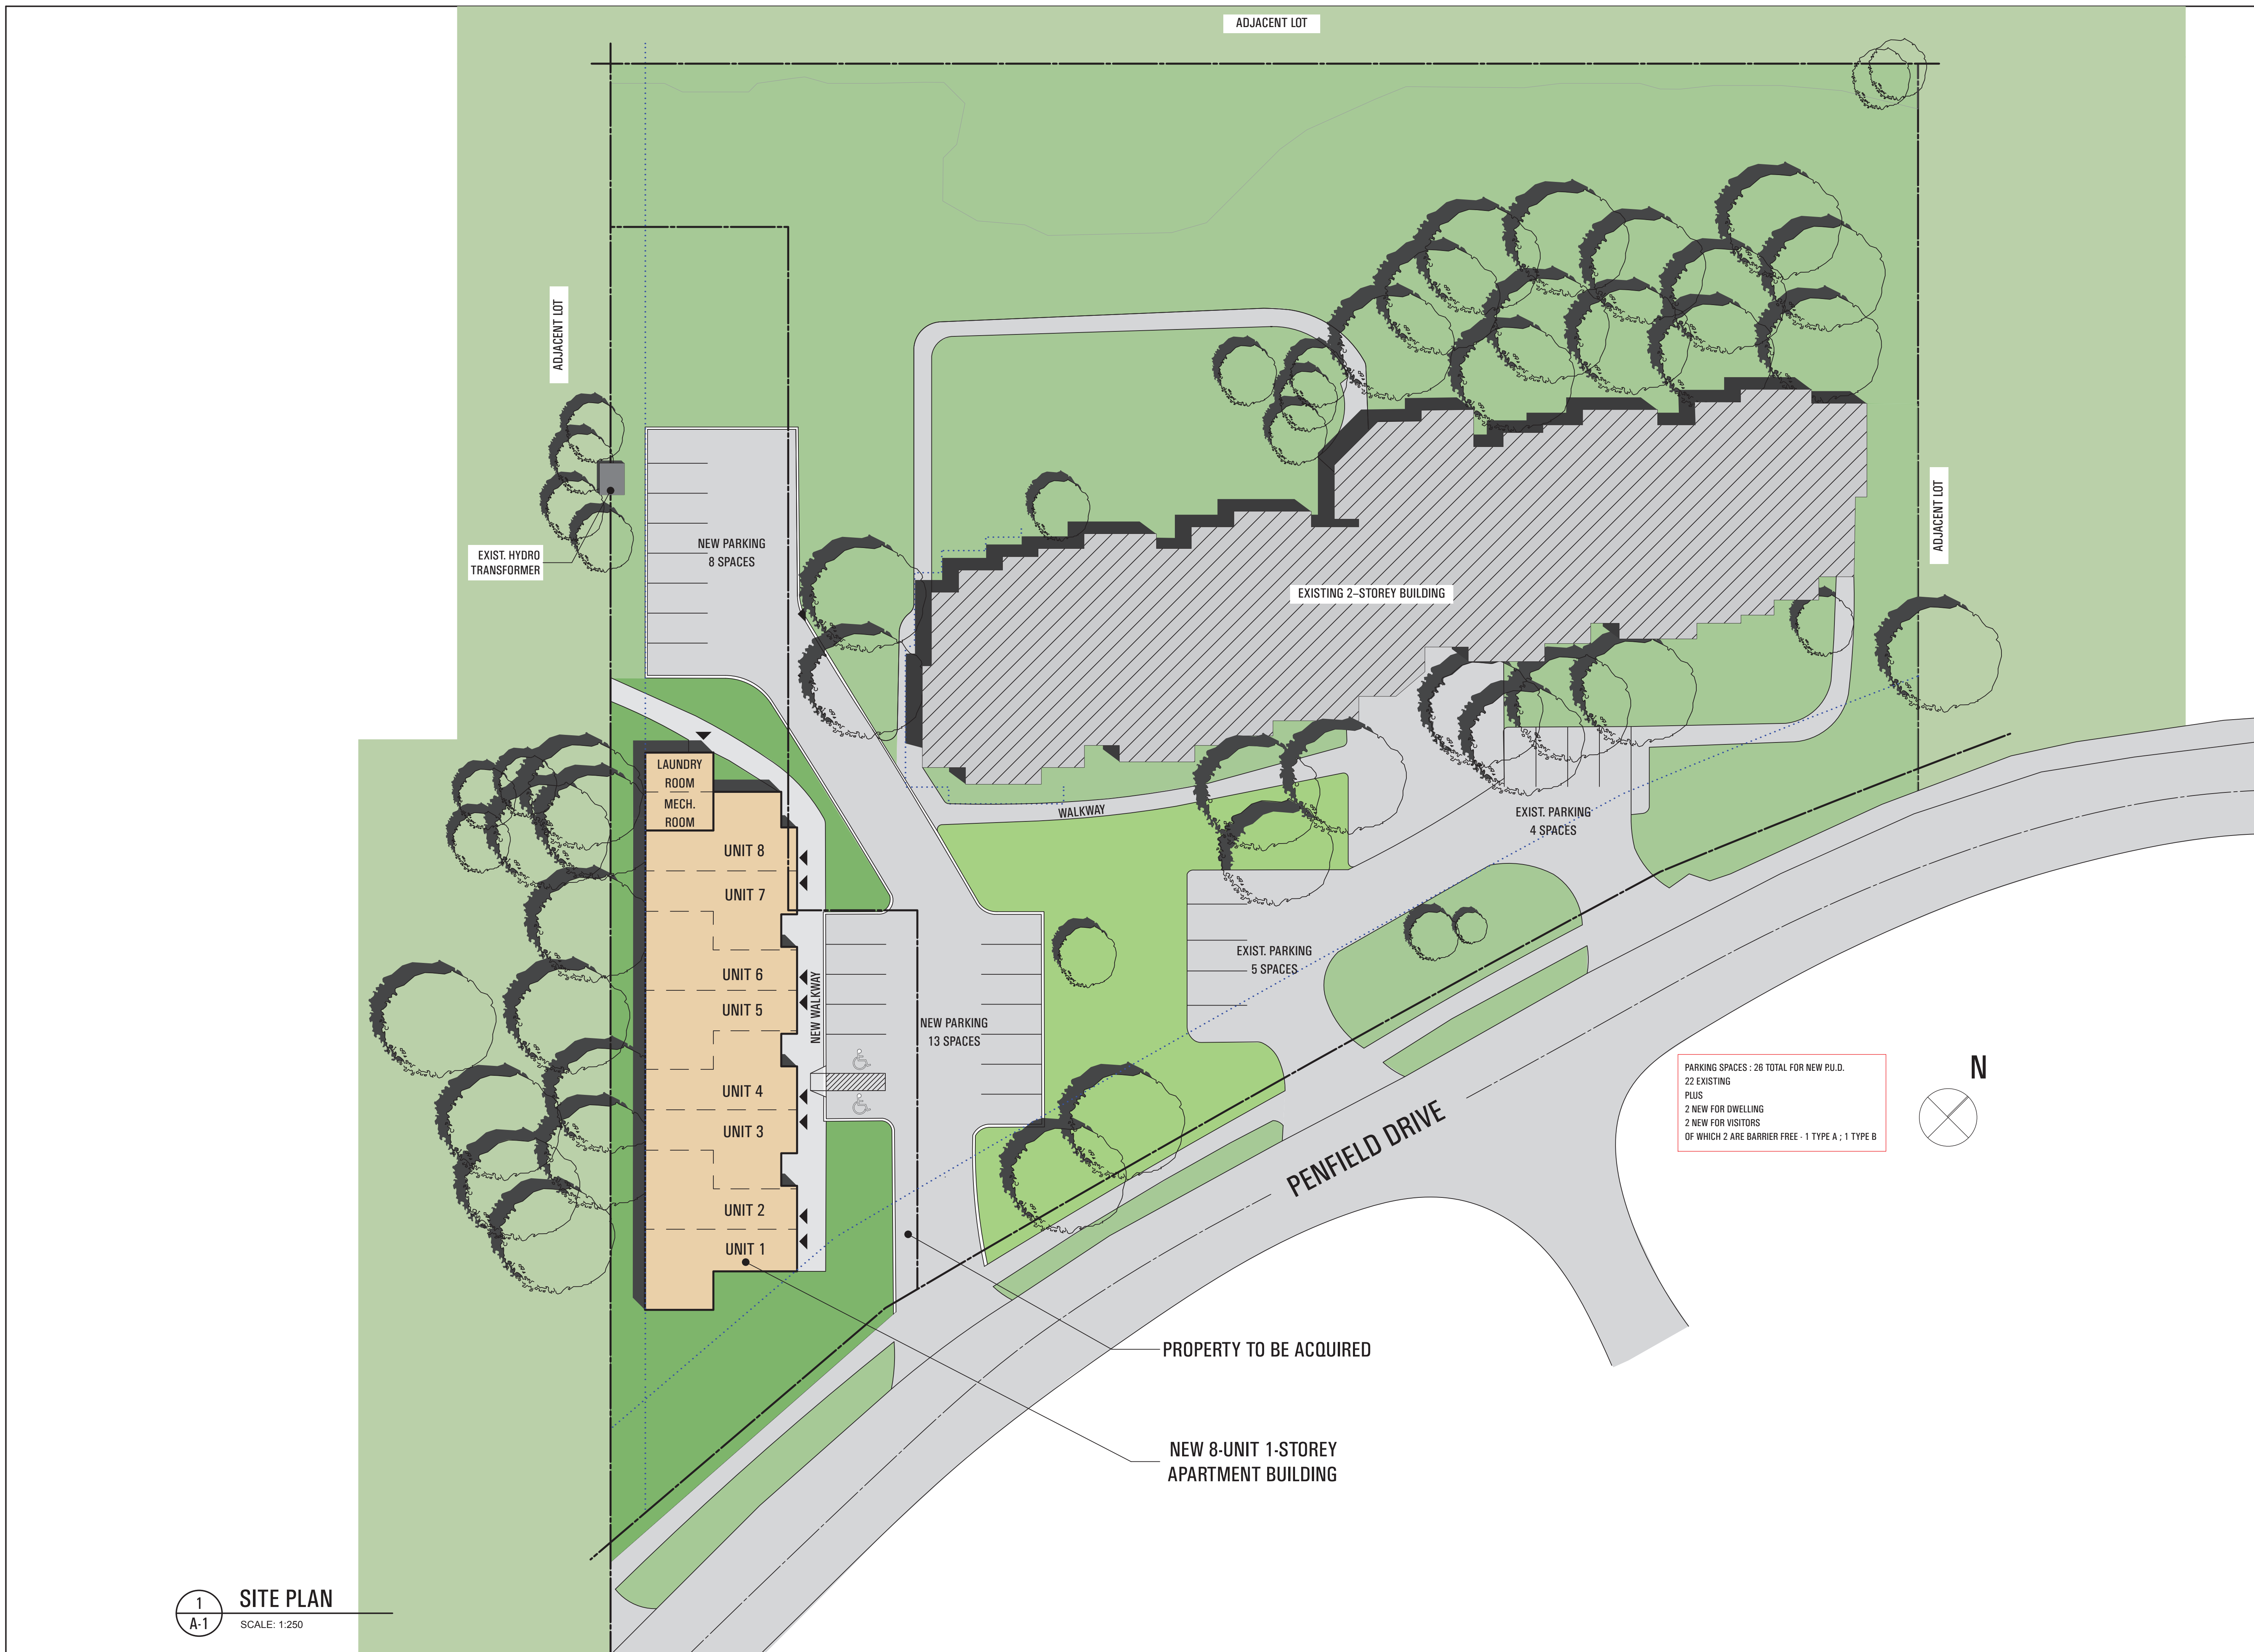 ADJACENT LOT
ADJACENT LOT
EXIST. HYDRO
TRANSFORMER
NEW PARKING
8 SPACES
EXISTING 2–STOREY BUILDING
ADJACENT LOT
LAUNDRY
ROOM
MECH.
ROOM
WALKWAY
EXIST. PARKING
4 SPACES
UNIT 8
UNIT 7
UNIT 6
UNIT 5
UNIT 4
UNIT 3
UNIT 2
UNIT 1
NEW WALKWAY
NEW PARKING
13 SPACES
EXIST. PARKING
5 SPACES
PENFIELD DRIVE
PARKING SPACES : 26 TOTAL FOR NEW P.U.D.
22 EXISTING
PLUS
2 NEW FOR DWELLING
2 NEW FOR VISITORS
OF WHICH 2 ARE BARRIER FREE - 1 TYPE A ; 1 TYPE B
N
PROPERTY TO BE ACQUIRED
NEW 8-UNIT 1-STOREY
APARTMENT BUILDING
1
A-1
SITE PLAN
SCALE: 1:250